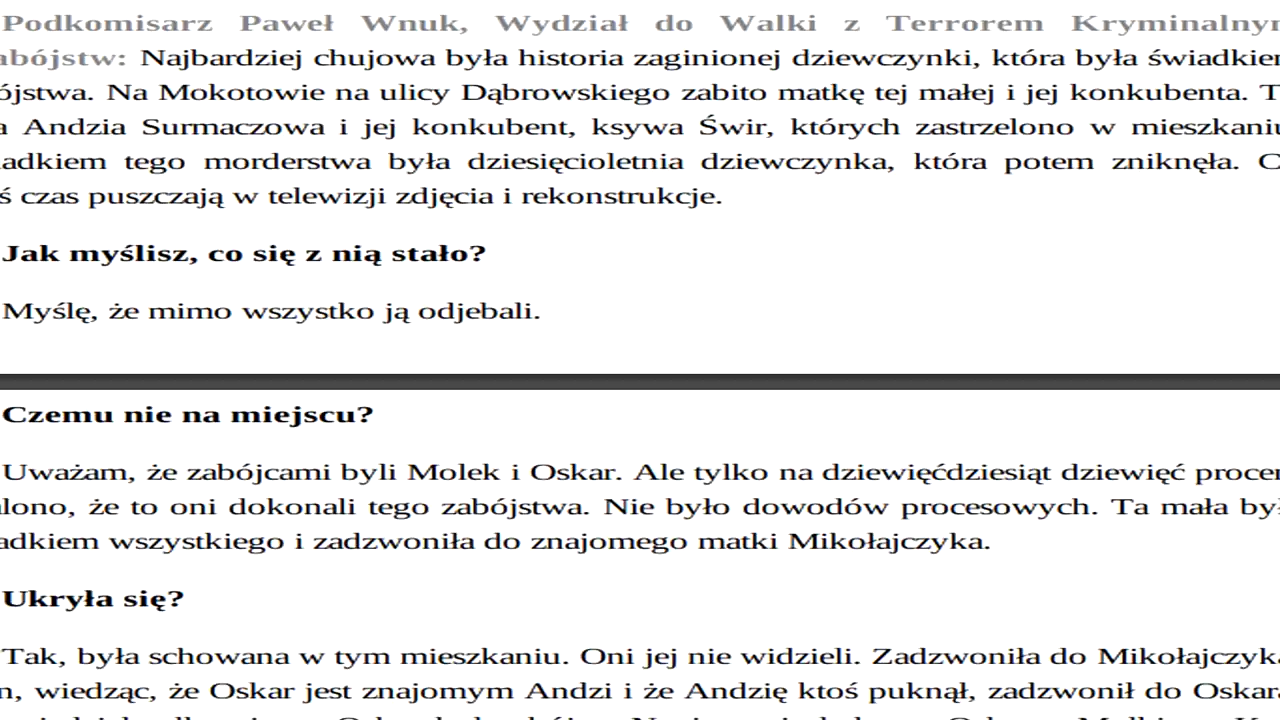 Podkomisarz Paweł Wnuk, Wydział do Walki z Terrorem Kryminalnym
abójstw: Najbardziej chujowa była historia zaginionej dziewczynki, która była świadkiem
ójstwa. Na Mokotowie na ulicy Dąbrowskiego zabito matkę tej małej i jej konkubenta. T
a Andzia Surmaczowa i jej konkubent, ksywa Świr, których zastrzelono w mieszkaniu
adkiem tego morderstwa była dziesięcioletnia dziewczynka, która potem zniknęła. C
ś czas puszczają w telewizji zdjęcia i rekonstrukcje.
Jak myślisz, co się z nią stało?
Myślę, że mimo wszystko ją odjebali.
Czemu nie na miejscu?
Uważam, że zabójcami byli Molek i Oskar. Ale tylko na dziewięćdziesiąt dziewięć procen
lono, że to oni dokonali tego zabójstwa. Nie było dowodów procesowych. Ta mała był
adkiem wszystkiego i zadzwoniła do znajomego matki Mikołajczyka.
Ukryła się?
Tak, była schowana w tym mieszkaniu. Oni jej nie widzieli. Zadzwoniła do Mikołajczyka
n, wiedząc, że Oskar jest znajomym Andzi i że Andzię ktoś puknął, zadzwonił do Oskara